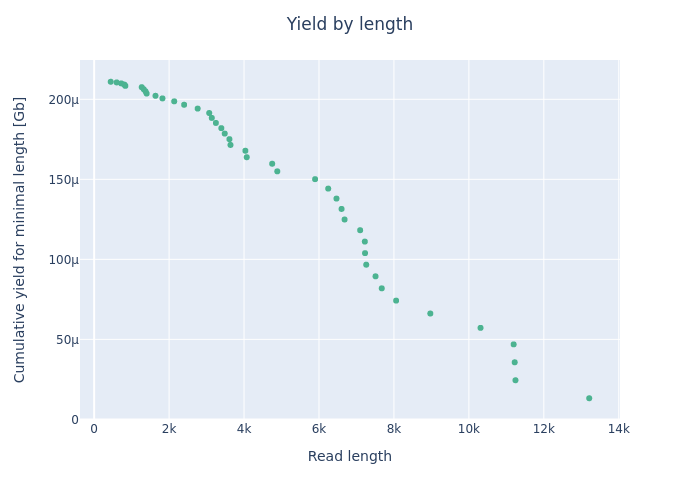 Yield by length
Cumulative yield for minimal length [Gb]
200μ
150μ
100μ
50μ
0
0 2k 4k 6k 8k 10k 12k 14k
Read length